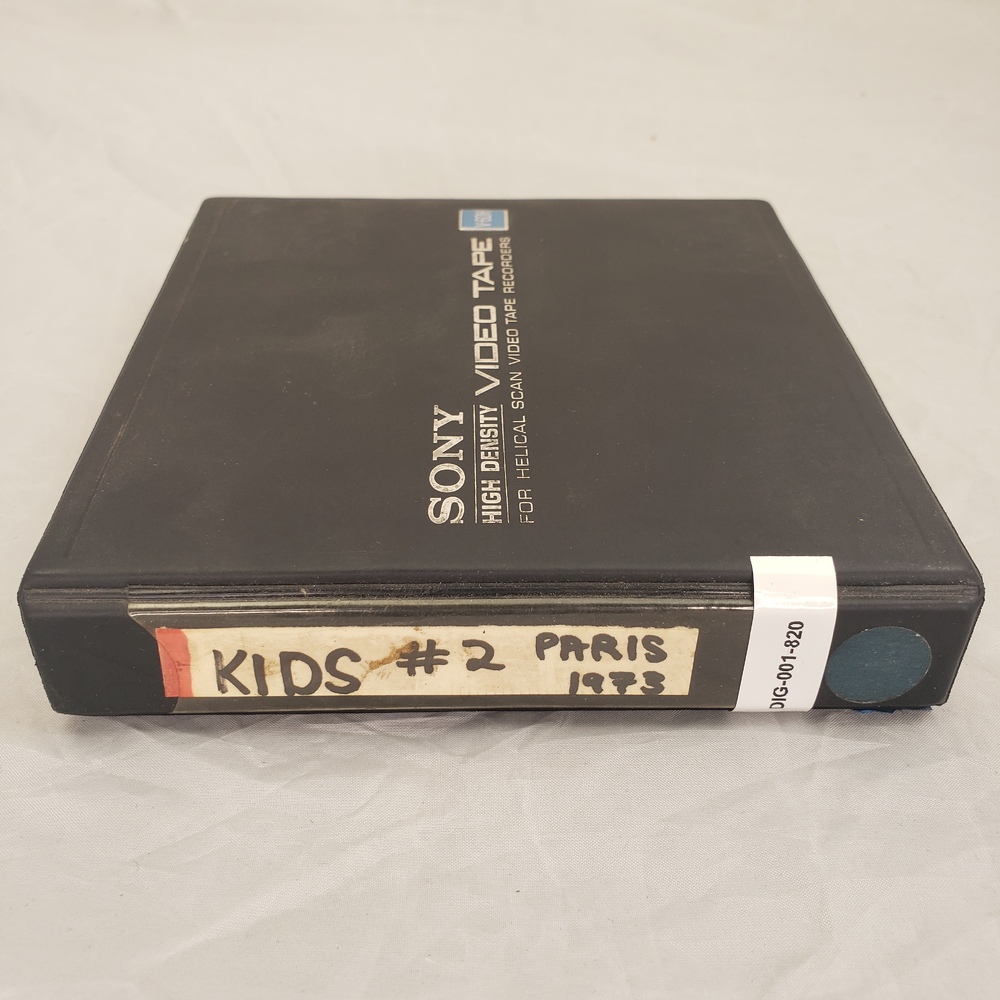 SONY
HIGH DENSITY VIDEO TAPE
FOR HELICAL SCAN VIDEO TAPE RECORDERS
KIDS #2 PARIS
1973
DIG-001-820